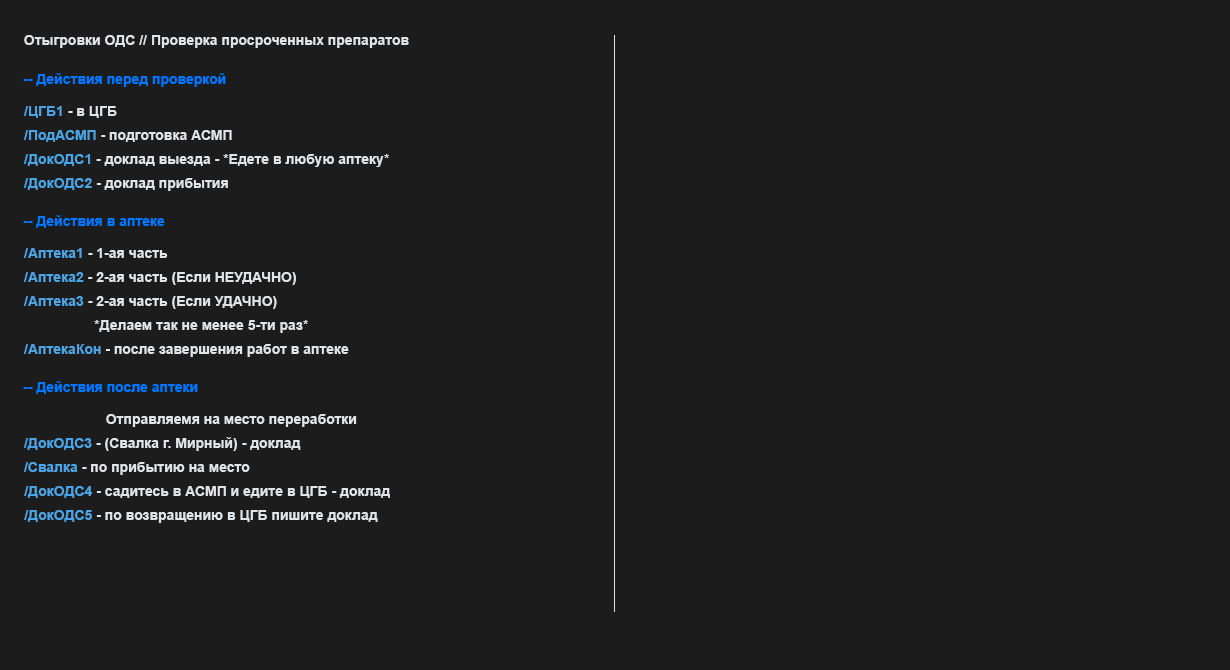 Отыгровки ОДС // Проверка просроченных препаратов
-- Действия перед проверкой
/ЦГБ1 - в ЦГБ
/ПодАСМП - подготовка АСМП
/ДокОДС1 - доклад выезда - *Едете в любую аптеку*
/ДокОДС2 - доклад прибытия
-- Действия в аптеке
/Аптека1 - 1-ая часть
/Аптека2 - 2-ая часть (Если НЕУДАЧНО)
/Аптека3 - 2-ая часть (Если УДАЧНО)
*Делаем так не менее 5-ти раз*
/АптекаКон - после завершения работ в аптеке
-- Действия после аптеки
Отправляемя на место переработки
/ДокОДС3 - (Свалка г. Мирный) - доклад
/Свалка - по прибытию на место
/ДокОДС4 - садитесь в АСМП и едите в ЦГБ - доклад
/ДокОДС5 - по возвращению в ЦГБ пишите доклад